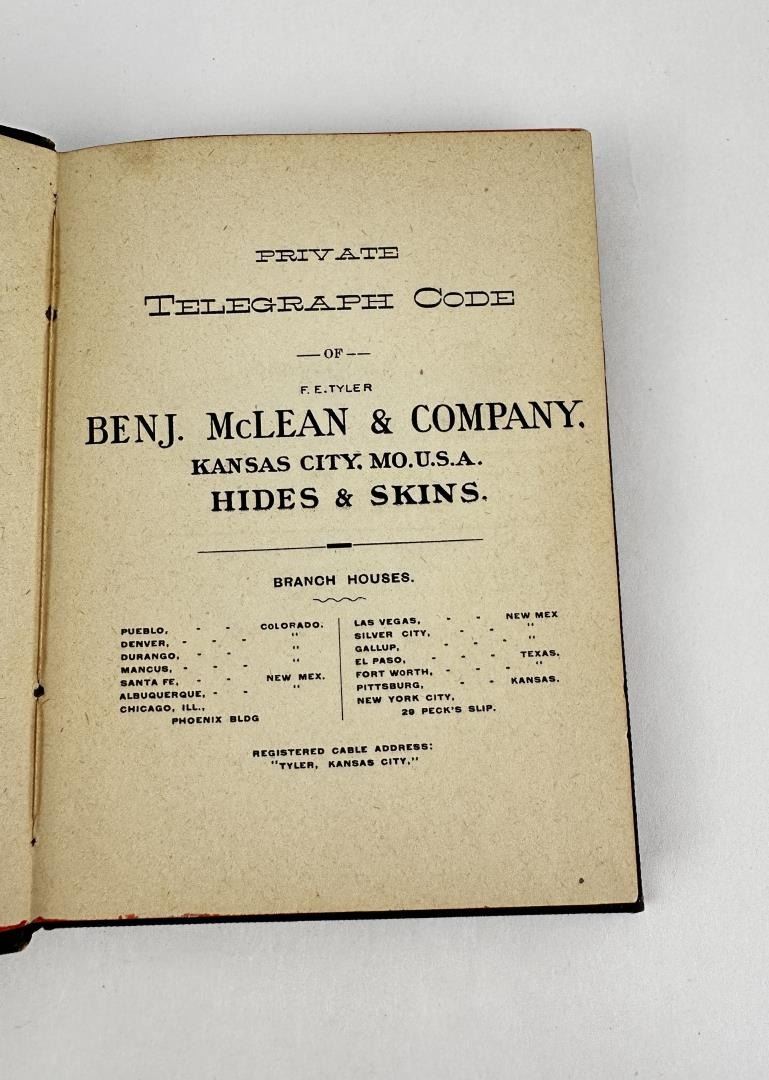 PRIVATE
TELEGRAPH CODE
— OF —
F. E. TYLER
BENJ. McLEAN & COMPANY.
KANSAS CITY. MO. U.S.A.
HIDES & SKINS.
BRANCH HOUSES.
PUEBLO, - - COLORADO.
DENVER, - - - "
DURANGO, - - "
MANCUS, - - - "
SANTA FE, - - NEW MEX.
ALBUQUERQUE, - - "
CHICAGO, ILL.,
PHOENIX BLDG
LAS VEGAS, - - NEW MEX
SILVER CITY, - - "
GALLUP, - - - "
EL PASO, - - - TEXAS.
FORT WORTH, - - - "
PITTSBURG, - - KANSAS.
NEW YORK CITY,
29 PECK'S SLIP.
REGISTERED CABLE ADDRESS:
"TYLER, KANSAS CITY,"